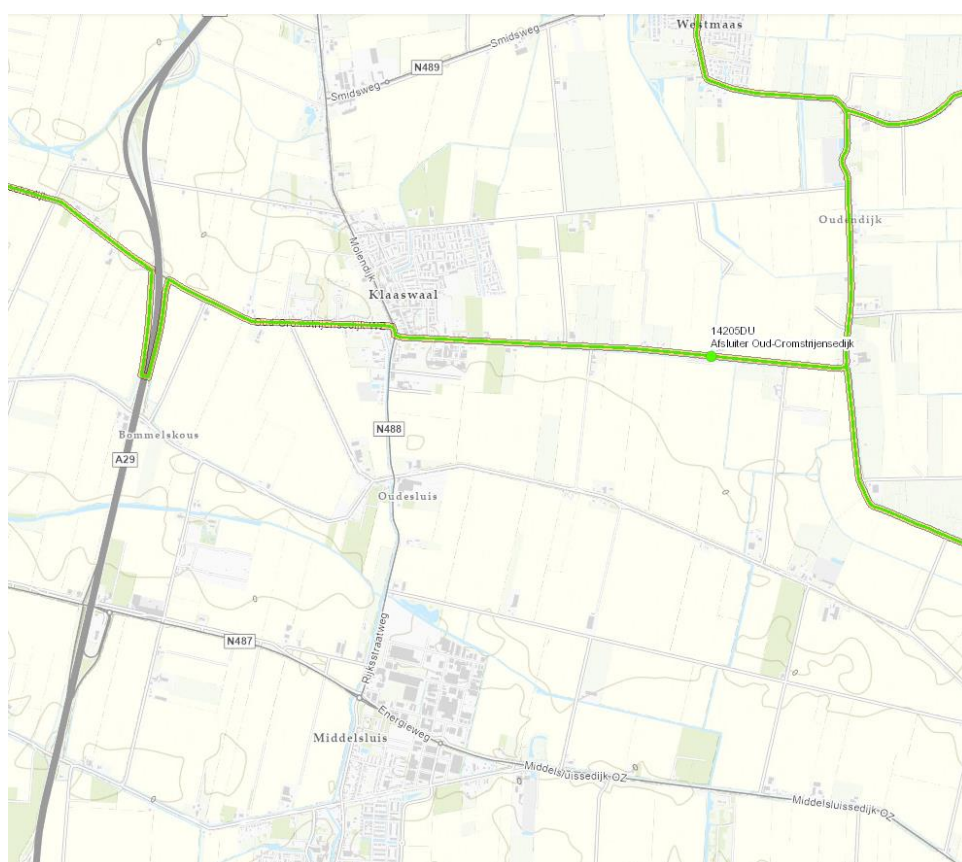 Westmaas
Smidsweg
N489
Smidsweg
Oudendijk
Molendijk
Klaaswaal
14205DU
Afsluiter Oud-Cromstrijensedijk
N488
Bommelskous
A29
Oudesluis
N487
Rijksstraatweg
Energieweg
Middelsluis
Middelsluissedijk OZ
Middelsluissedijk OZ